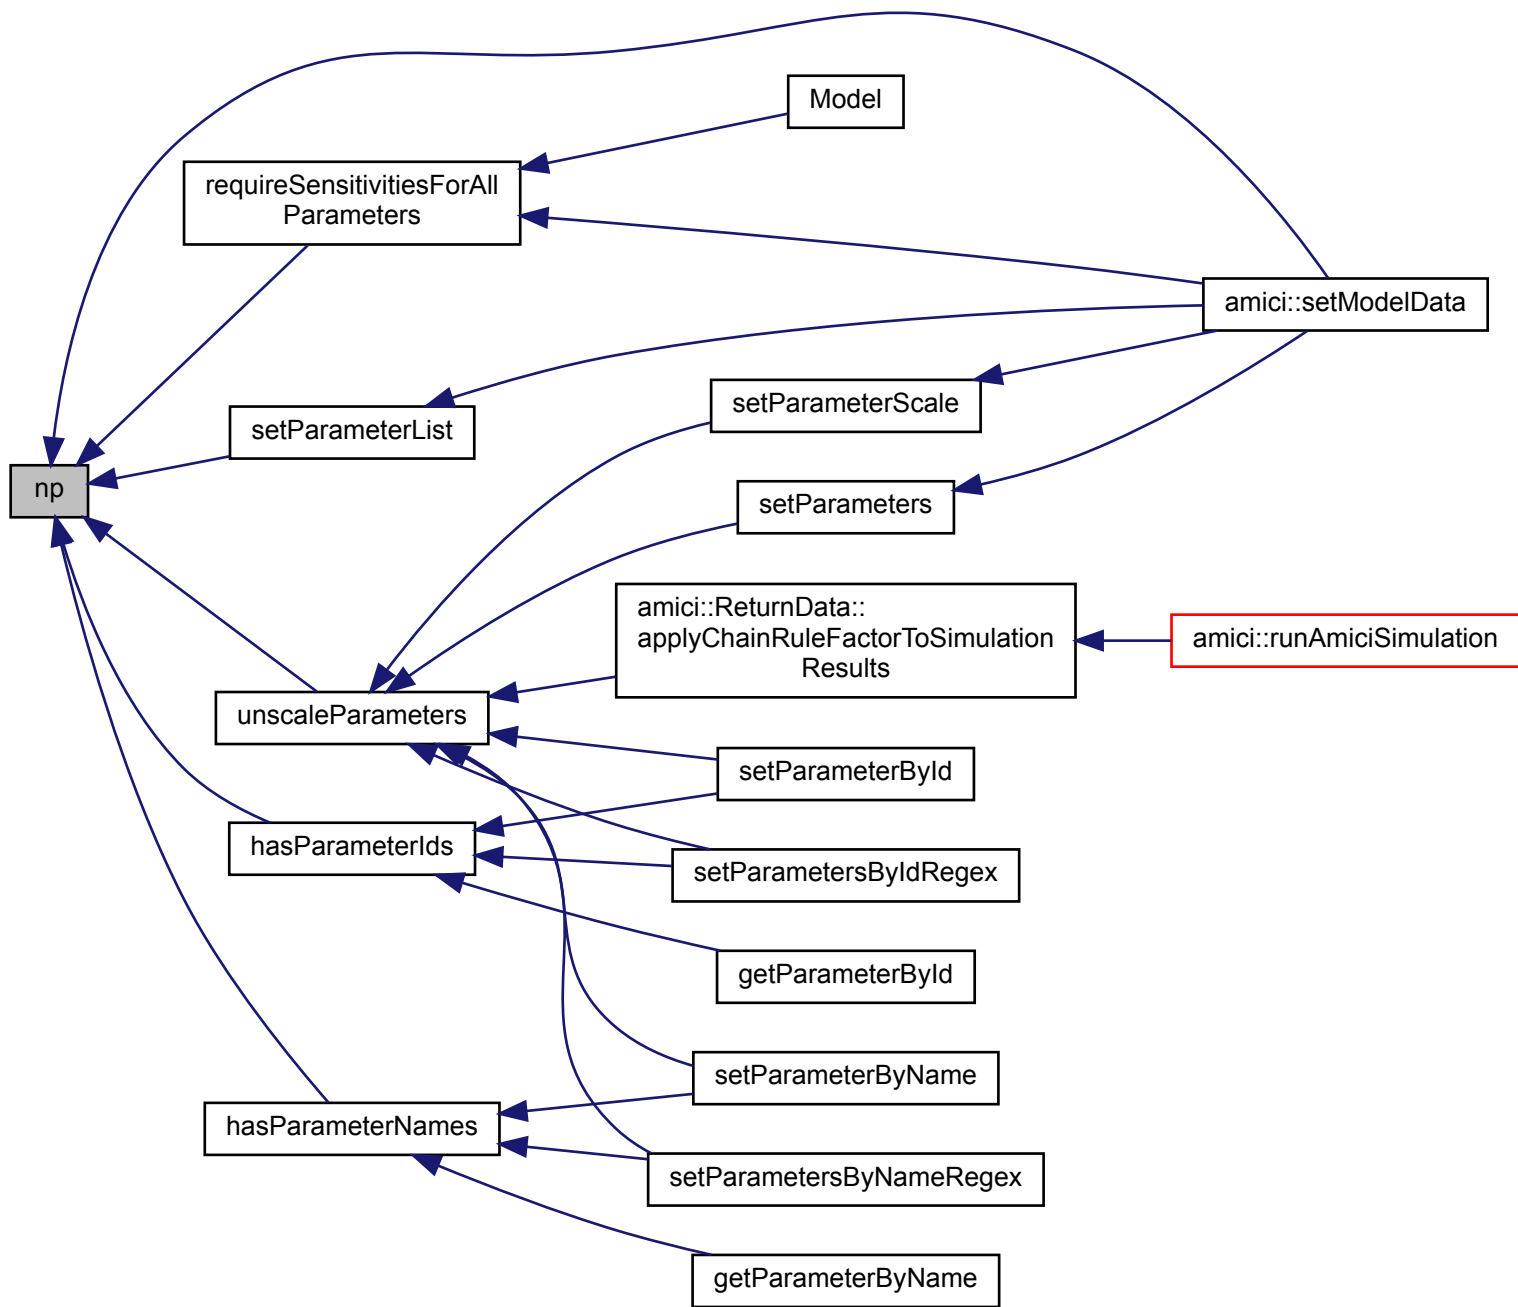 Model
requireSensitivitiesForAll
Parameters
amici::setModelData
setParameterScale
setParameterList
np
setParameters
amici::ReturnData::
applyChainRuleFactorToSimulation
Results
amici::runAmiciSimulation
unscaleParameters
setParameterById
hasParameterIds
setParametersByIdRegex
getParameterById
setParameterByName
hasParameterNames
setParametersByNameRegex
getParameterByName